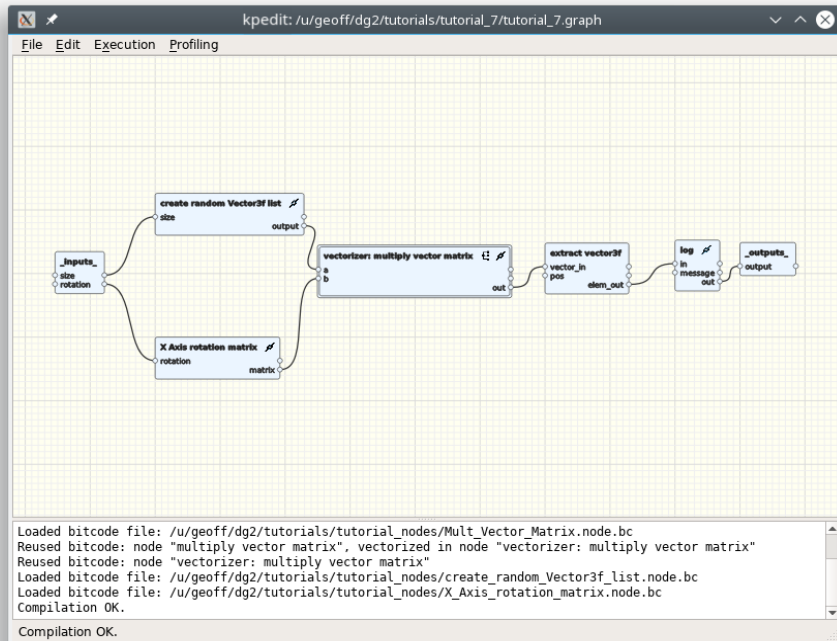 kpedit: /u/geoff/dg2/tutorials/tutorial_7/tutorial_7.graph
File Edit Execution Profiling
create random Vector3f list
size
output
_inputs_
size
rotation
vectorizer: multiply vector matrix
a
b
out
extract vector3f
vector_in
pos
elem_out
log
in
message
out
_outputs_
output
X Axis rotation matrix
rotation
matrix
Loaded bitcode file: /u/geoff/dg2/tutorials/tutorial_nodes/Mult_Vector_Matrix.node.bc
Reused bitcode: node "multiply vector matrix", vectorized in node "vectorizer: multiply vector matrix"
Reused bitcode: node "vectorizer: multiply vector matrix"
Loaded bitcode file: /u/geoff/dg2/tutorials/tutorial_nodes/create_random_Vector3f_list.node.bc
Loaded bitcode file: /u/geoff/dg2/tutorials/tutorial_nodes/X_Axis_rotation_matrix.node.bc
Compilation OK.
Compilation OK.